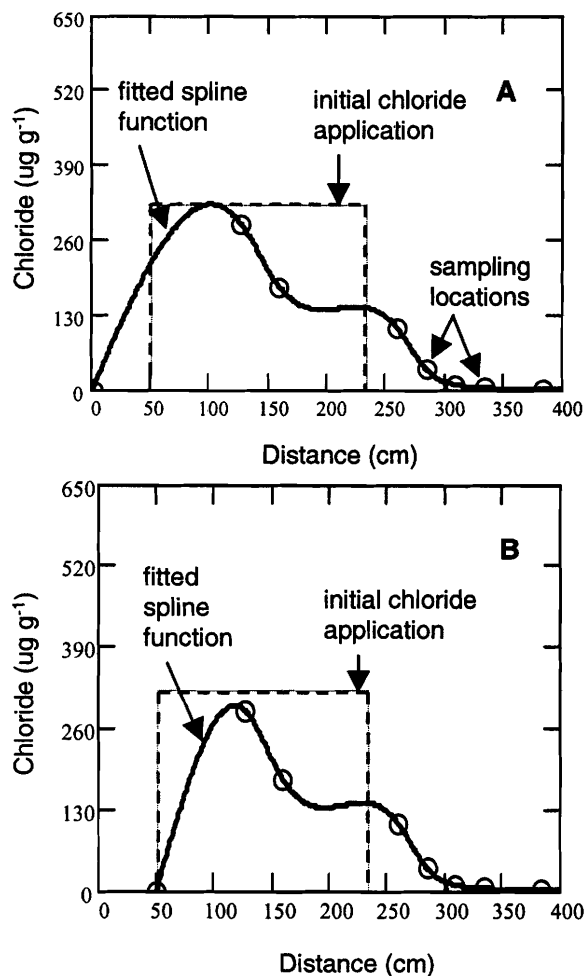 650
520
390
260
130
0
Chloride (ug g⁻¹)
fitted spline
function
initial chloride
application
A
sampling
locations
0 50 100 150 200 250 300 350 400
Distance (cm)
650
520
390
260
130
0
Chloride (ug g⁻¹)
B
fitted
spline
function
initial chloride
application
0 50 100 150 200 250 300 350 400
Distance (cm)